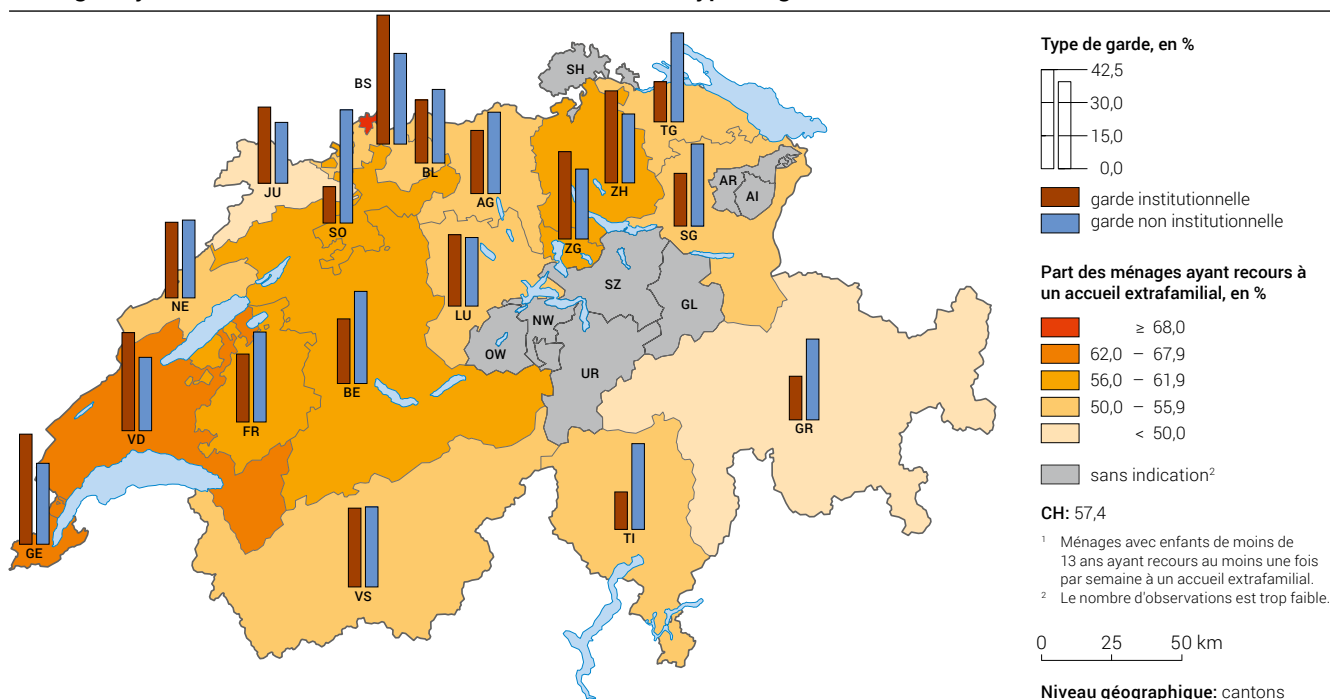 Type de garde, en %
42,5
30,0
15,0
0,0
garde institutionnelle
garde non institutionnelle
Part des ménages ayant recours à
un accueil extrafamilial, en %
≥ 68,0
62,0 – 67,9
56,0 – 61,9
50,0 – 55,9
< 50,0
sans indication²
CH: 57,4
¹ Ménages avec enfants de moins de
13 ans ayant recours au moins une fois
par semaine à un accueil extrafamilial.
² Le nombre d'observations est trop faible.
0 25 50 km
Niveau géographique: cantons
SH
BS
TG
BL
JU
AG
ZH
AR
AI
SO
SG
ZG
NE
SZ
LU
NW
GL
OW
BE
UR
VD
FR
GR
GE
TI
VS